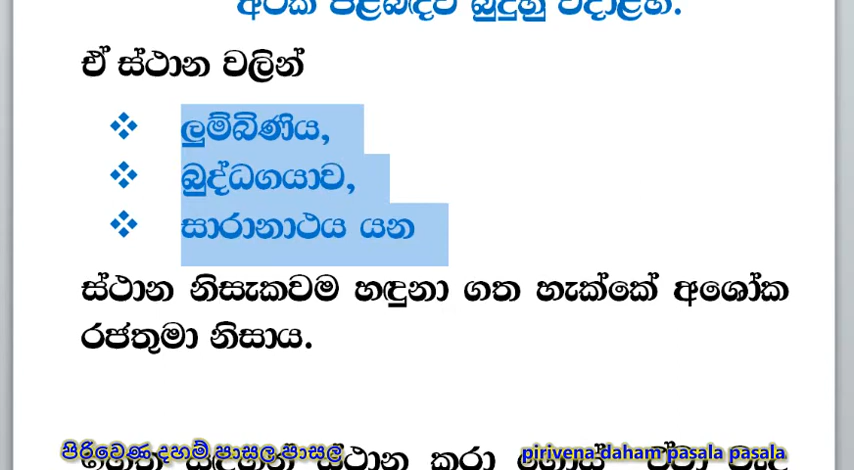 ඒ ස්ථාන වලින්
❖ ලුම්බිණිය,
❖ බුද්ධගයාව,
❖ සාරානාථය යන
ස්ථාන නිසැකවම හඳුනා ගත හැක්කේ අශෝක
රජතුමා නිසාය.
පිරිවෙණ දහම් පාසල පාසල pirivena daham pasala pasala